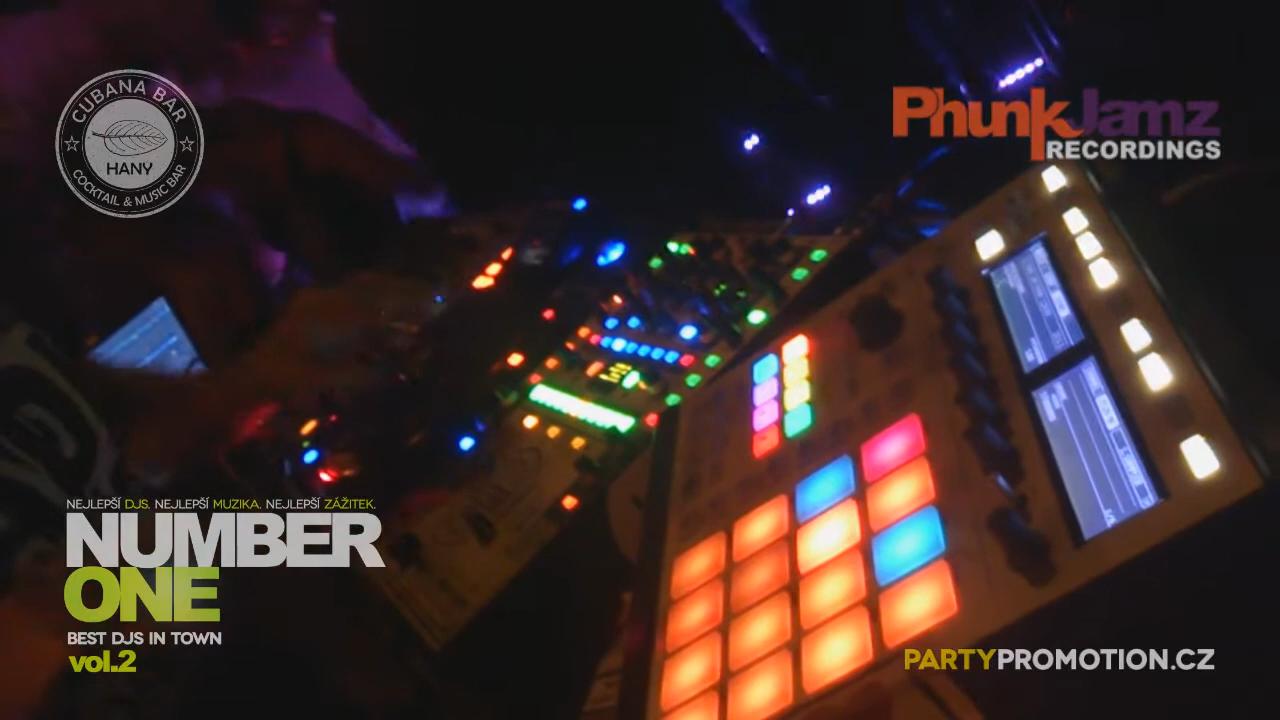 CUBANA BAR
HANY
COCKTAIL & MUSIC BAR
PhunkJamz
RECORDINGS
NEJLEPŠÍ DJS. NEJLEPŠÍ MUZIKA. NEJLEPŠÍ ZÁŽITEK.
NUMBER
ONE
BEST DJS IN TOWN
vol.2
PARTYPROMOTION.CZ